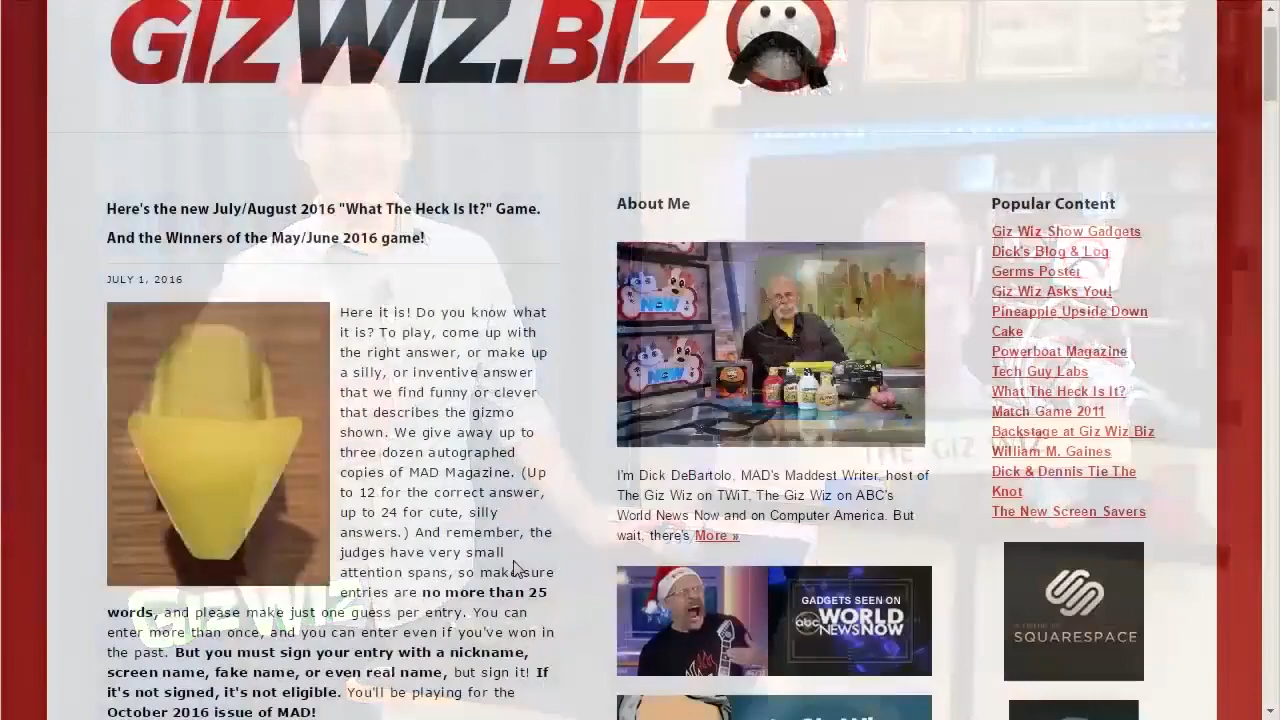 GIZWIZ.BIZ
Here's the new July/August 2016 "What The Heck Is It?" Game.
And the Winners of the May/June 2016 game!
JULY 1, 2016
Here it is! Do you know what
it is? To play, come up with
the right answer, or make up
a silly, or inventive answer
that we find funny or clever
that describes the gizmo
shown. We give away up to
three dozen autographed
copies of MAD Magazine. (Up
to 12 for the correct answer,
up to 24 for cute, silly
answers.) And remember, the
judges have very small
attention spans, so make sure
entries are no more than 25
words, and please make just one guess per entry. You can
enter more than once, and you can enter even if you've won in
the past. But you must sign your entry with a nickname,
screen name, fake name, or even real name, but sign it! If
it's not signed, it's not eligible. You'll be playing for the
October 2016 issue of MAD!
About Me
NOW
NOW
I'm Dick DeBartolo, MAD's Maddest Writer, host of
The Giz Wiz on TWiT, The Giz Wiz on ABC's
World News Now and on Computer America. But
wait, there's More »
GADGETS SEEN ON
abc WORLD
NEWS NOW
Popular Content
Giz Wiz Show Gadgets
Dick's Blog & Log
Germs Poster
Giz Wiz Asks You!
Pineapple Upside Down
Cake
Powerboat Magazine
Tech Guy Labs
What The Heck Is It?
Match Game 2011
Backstage at Giz Wiz Biz
William M. Gaines
Dick & Dennis Tie The
Knot
The New Screen Savers
SQUARESPACE
THE GIZ WIZ
GIZ WIZ